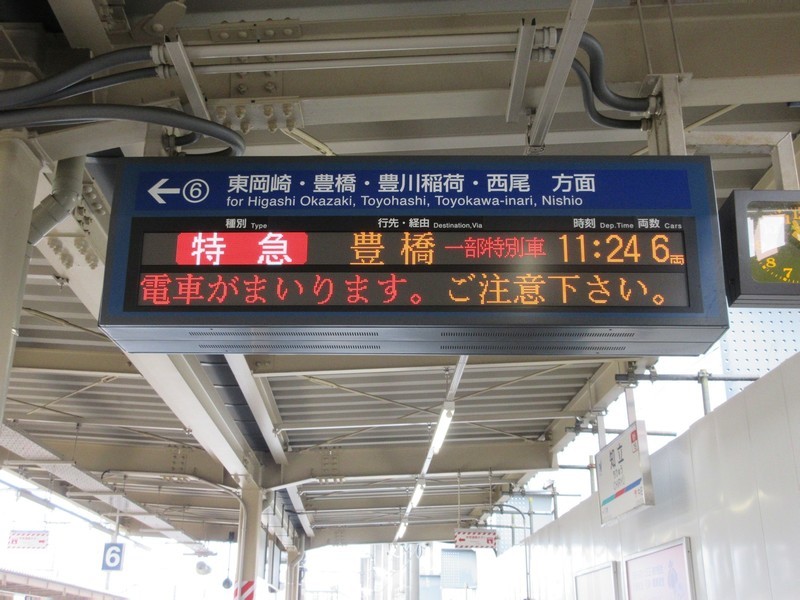 ←⑥ 東岡崎・豊橋・豊川稲荷・西尾 方面
for Higashi Okazaki, Toyohashi, Toyokawa-inari, Nishio
種別 Type 行先・経由 Destination,Via 時刻 Dep.Time 両数 Cars
特急 豊橋 一部特別車 11:24 6両
電車がまいります。ご注意下さい。
8 7
知立
6